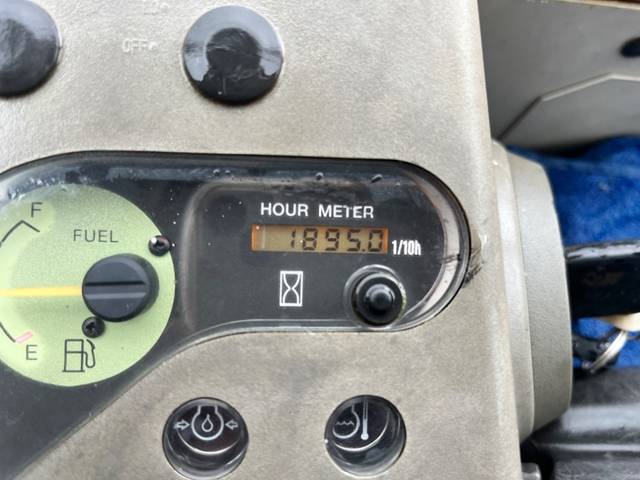 OFF
F
HOUR METER
FUEL
1895.0 1/10h
E